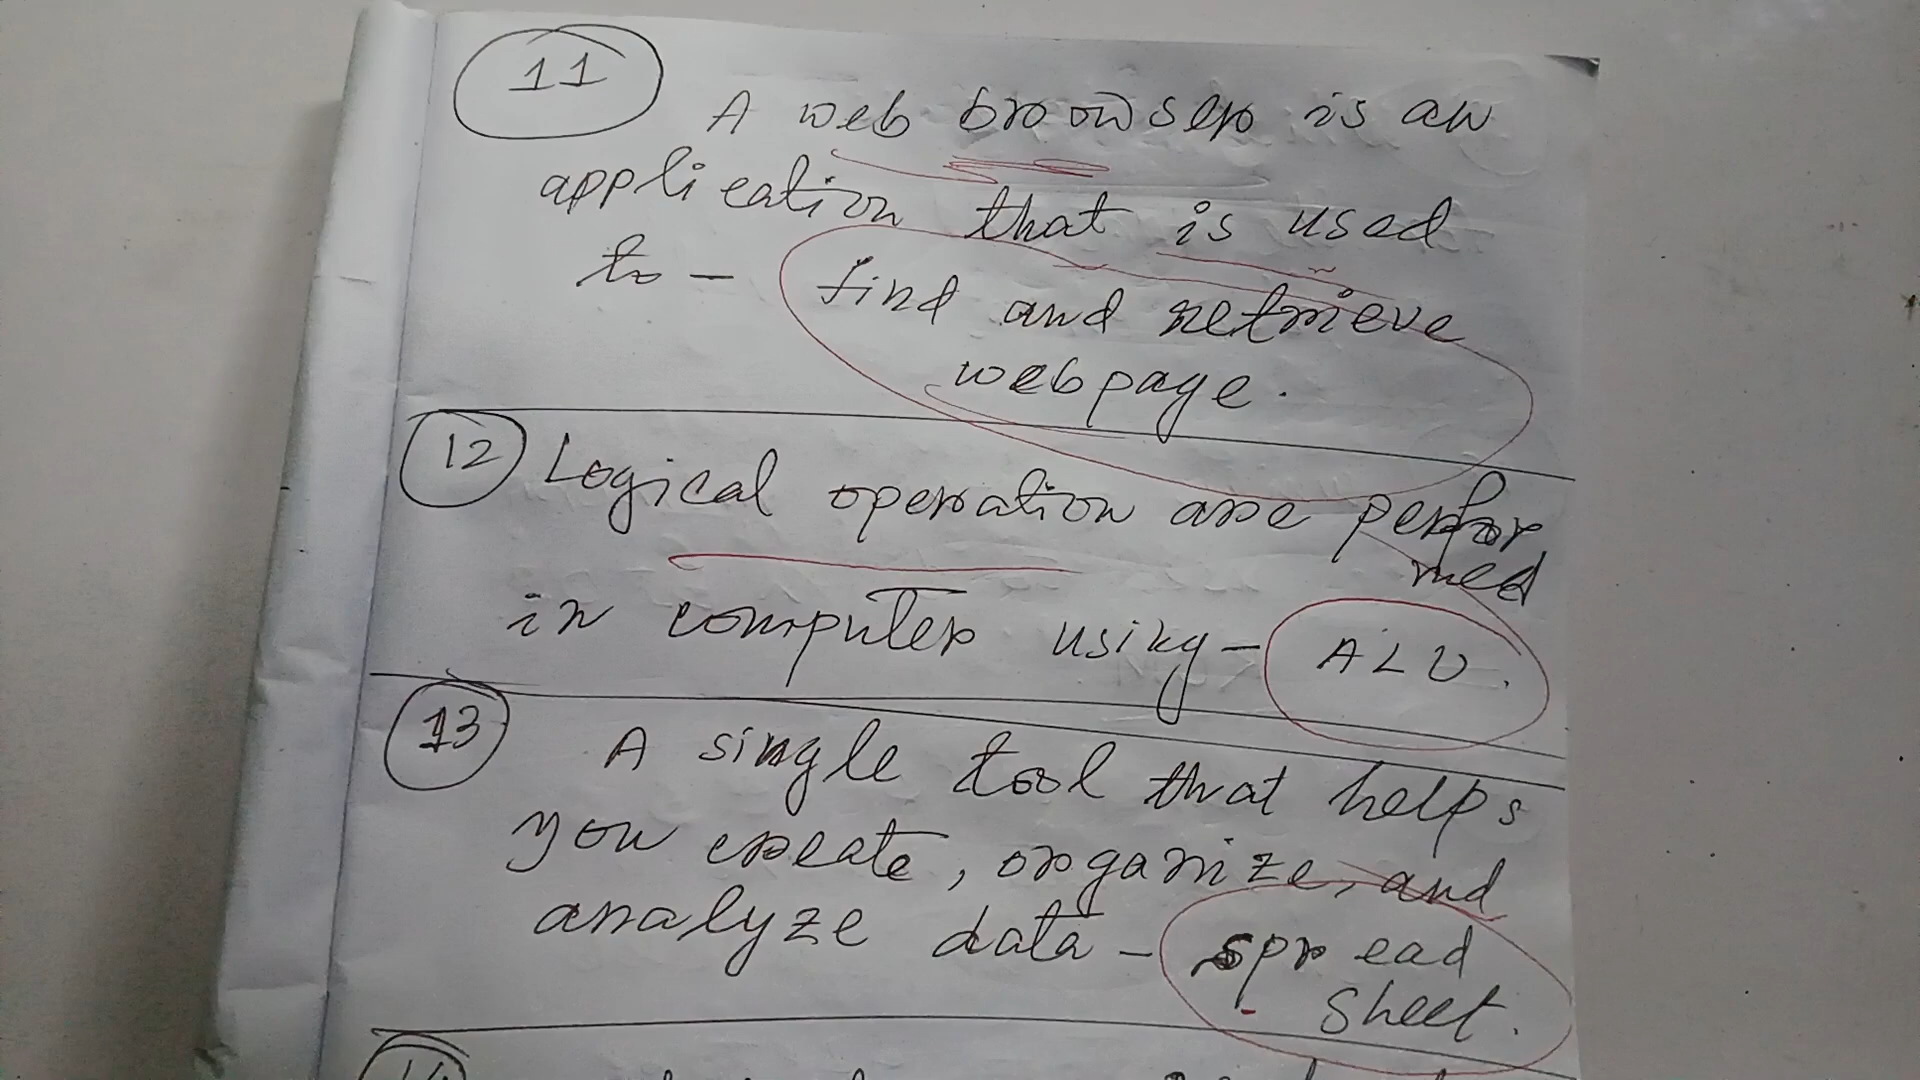 11
A web browser is an
application that is used
to - find and retrieve
webpage.
12 Logical operation are perfor
med
in computer using - ALU.
13 A single tool that helps
you create, organize, and
analyze data - spread
sheet.
14